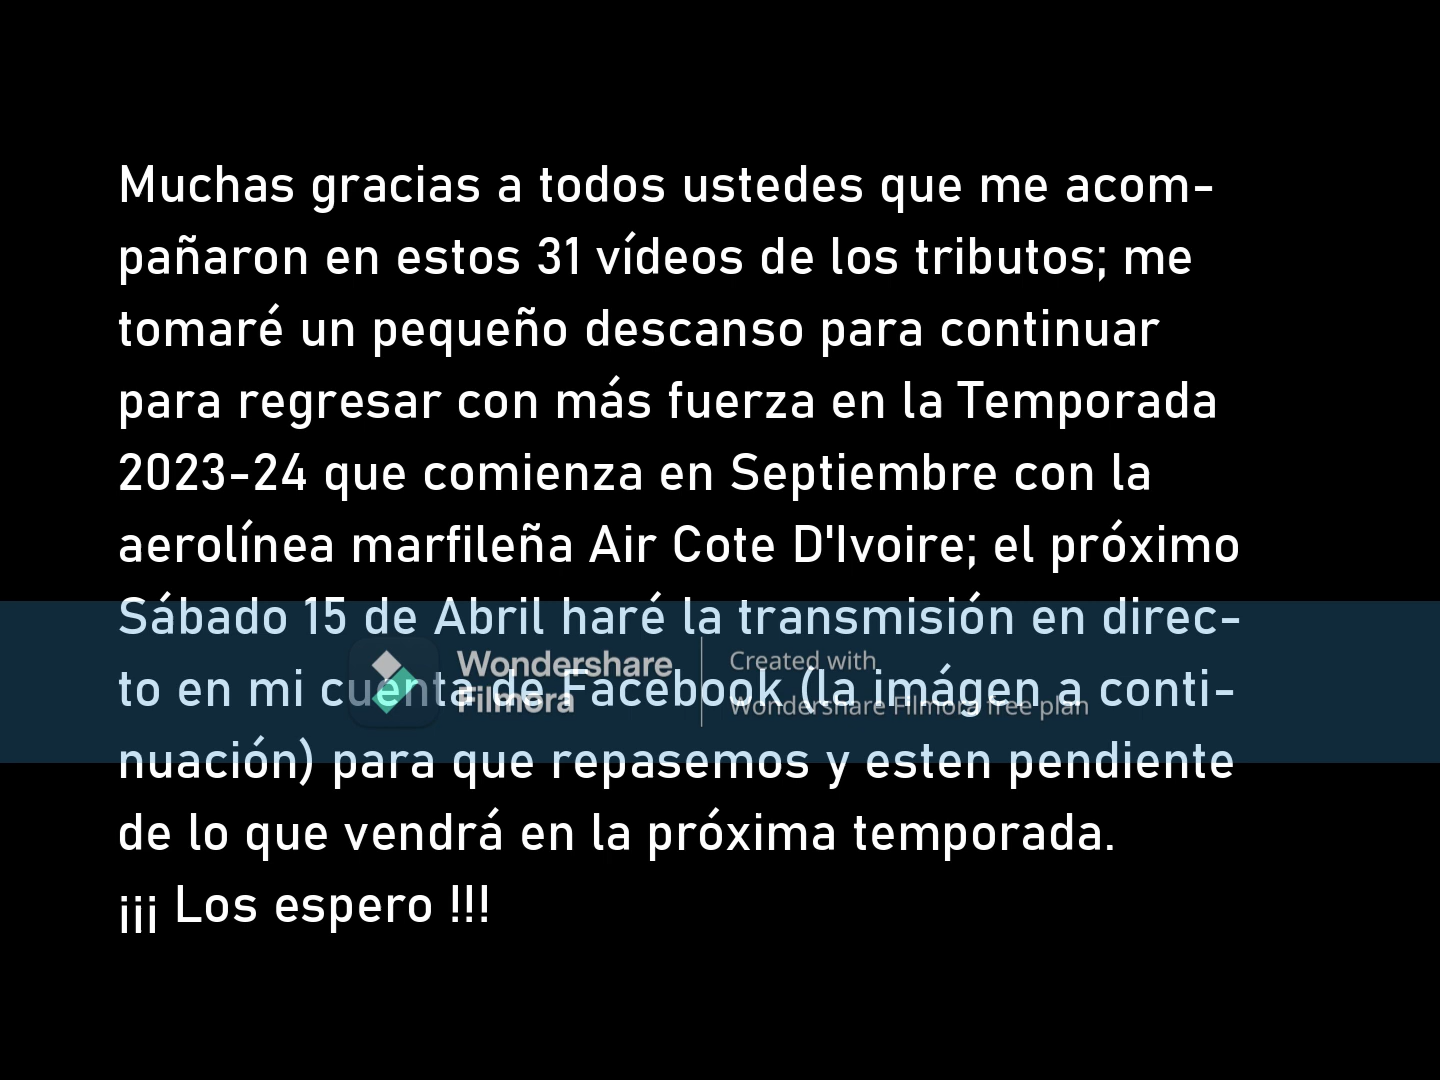 Muchas gracias a todos ustedes que me acom-
pañaron en estos 31 vídeos de los tributos; me
tomaré un pequeño descanso para continuar
para regresar con más fuerza en la Temporada
2023-24 que comienza en Septiembre con la
aerolínea marfileña Air Cote D'Ivoire; el próximo
Sábado 15 de Abril haré la transmisión en direc-
to en mi cuenta de Facebook (la imágen a conti-
nuación) para que repasemos y esten pendiente
de lo que vendrá en la próxima temporada.
¡¡¡ Los espero !!!
Wondershare
Filmora
Created with
Wondershare Filmora free plan